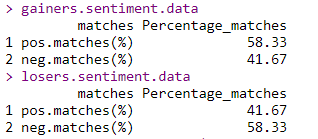 > gainers.sentiment.data
matches Percentage_matches
1 pos.matches(%) 58.33
2 neg.matches(%) 41.67
> losers.sentiment.data
matches Percentage_matches
1 pos.matches(%) 41.67
2 neg.matches(%) 58.33